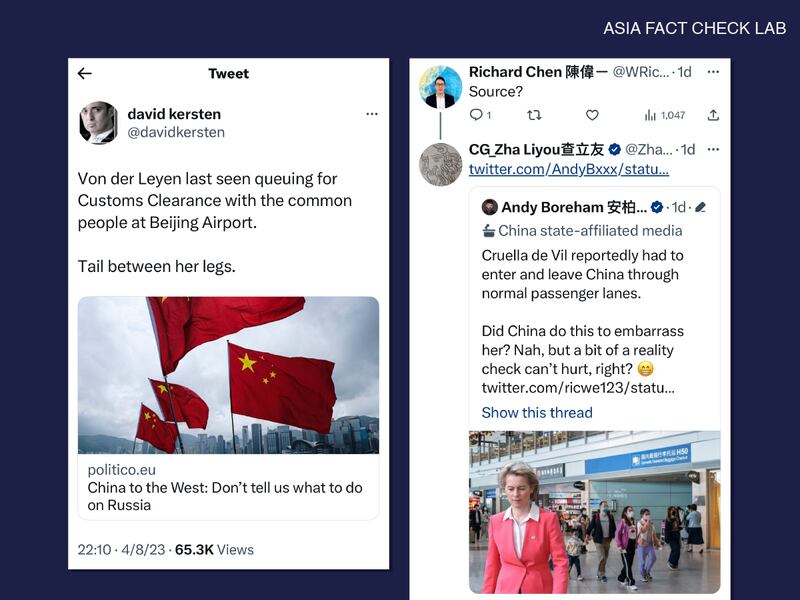 ASIA FACT CHECK LAB
Tweet
david kersten
@davidkersten
Von der Leyen last seen queuing for
Customs Clearance with the common
people at Beijing Airport.
Tail between her legs.
politico.eu
China to the West: Don't tell us what to do
on Russia
22:10 · 4/8/23 · 65.3K Views
Richard Chen 陳偉一 @WRic... · 1d
Source?
1
1,047
CG_Zha Liyou查立友 @Zha... · 1d
twitter.com/AndyBxxx/statu...
Andy Boreham 安柏... · 1d ·
China state-affiliated media
Cruella de Vil reportedly had to
enter and leave China through
normal passenger lanes.
Did China do this to embarrass
her? Nah, but a bit of a reality
check can't hurt, right? 😁
twitter.com/ricwe123/statu...
Show this thread
H50